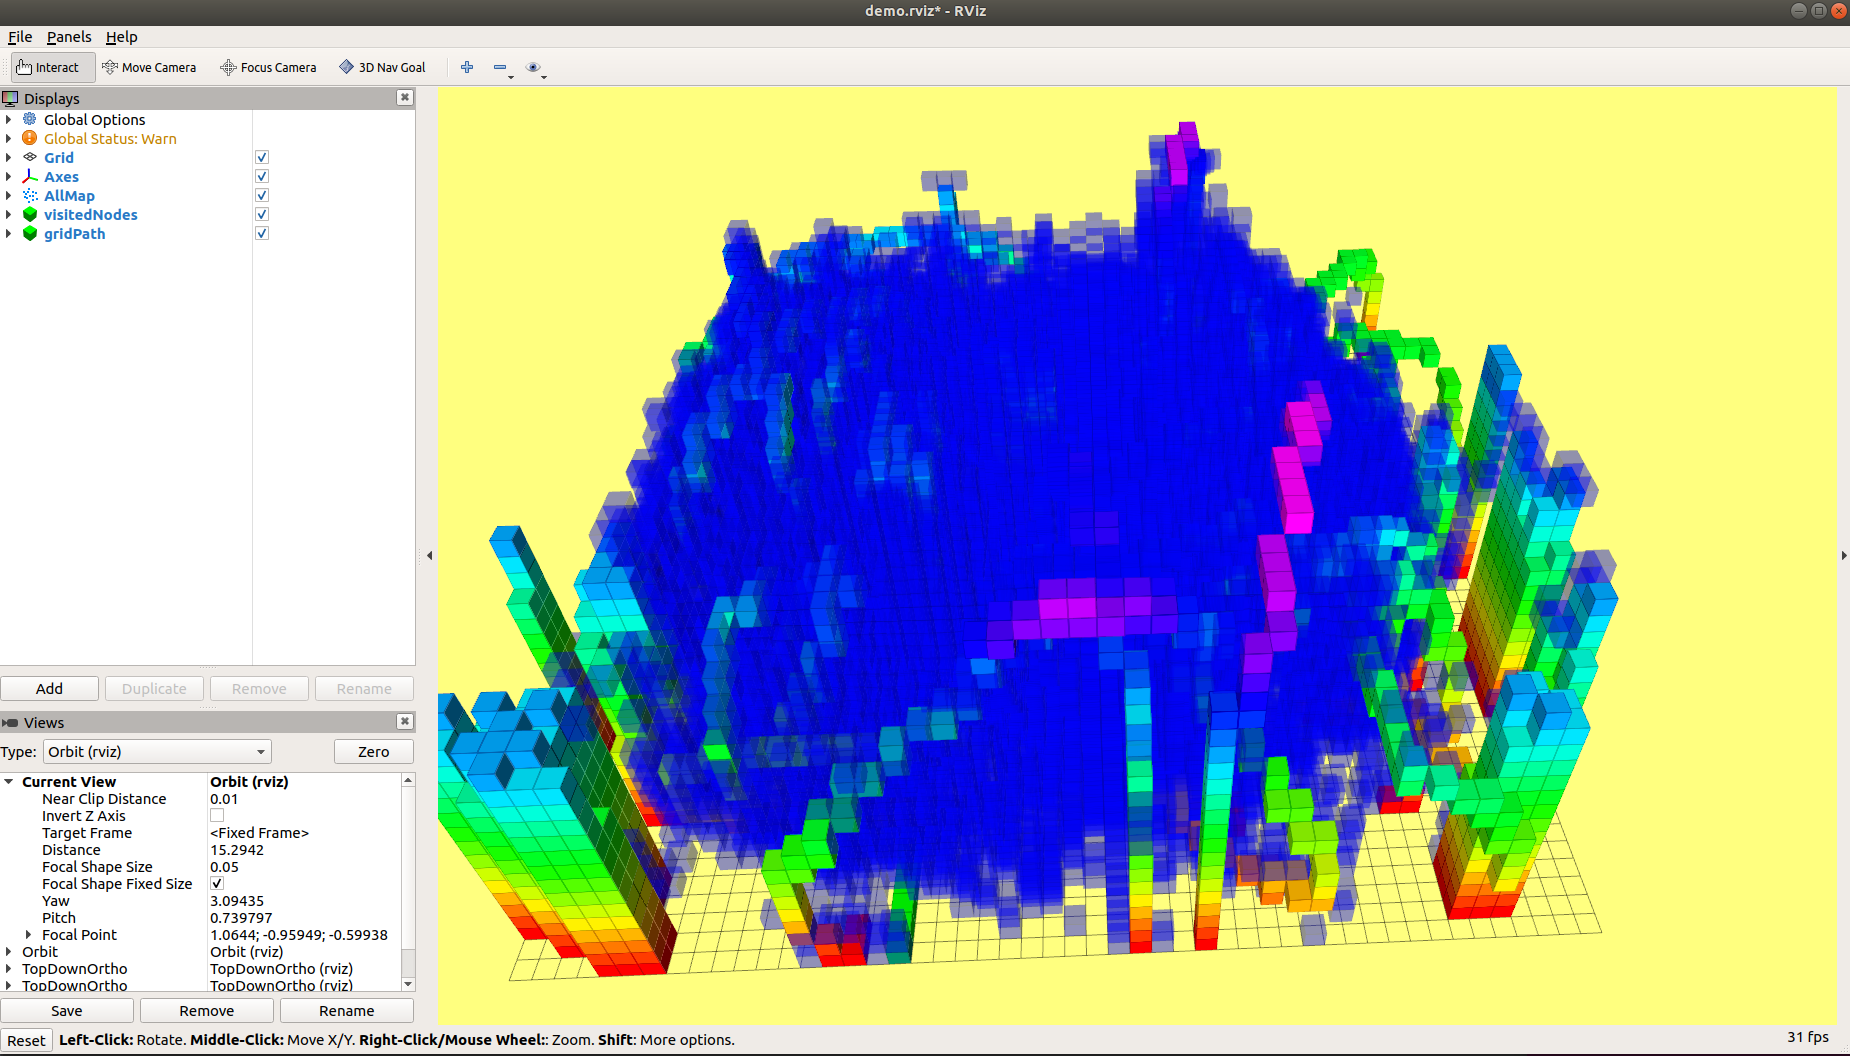 demo.rviz* - RViz
File Panels Help
Interact Move Camera Focus Camera 3D Nav Goal
Displays
Global Options
Global Status: Warn
Grid
Axes
AllMap
visitedNodes
gridPath
Add Duplicate Remove Rename
Views
Type: Orbit (rviz) Zero
Current View Orbit (rviz)
Near Clip Distance 0.01
Invert Z Axis
Target Frame <Fixed Frame>
Distance 15.2942
Focal Shape Size 0.05
Focal Shape Fixed Size
Yaw 3.09435
Pitch 0.739797
Focal Point 1.0644; -0.95949; -0.59938
Orbit Orbit (rviz)
TopDownOrtho TopDownOrtho (rviz)
TopDownOrtho TopDownOrtho (rviz)
Save Remove Rename
Reset Left-Click: Rotate. Middle-Click: Move X/Y. Right-Click/Mouse Wheel:: Zoom. Shift: More options. 31 fps